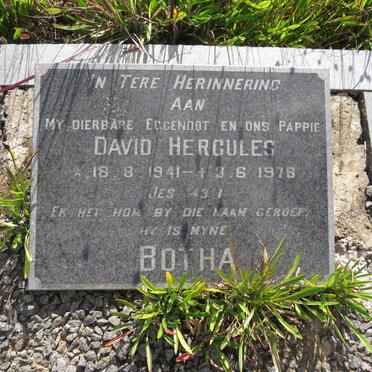 'N TERE HERINNERING
AAN
MY DIERBARE EGGENOOT EN ONS PAPPIE
DAVID HERCULES
* 18.8.1941 - † 3.6.1978
JES 43:1
EK HET HOM BY DIE NAAM GEROEP,
HY IS MYNE
BOTHA